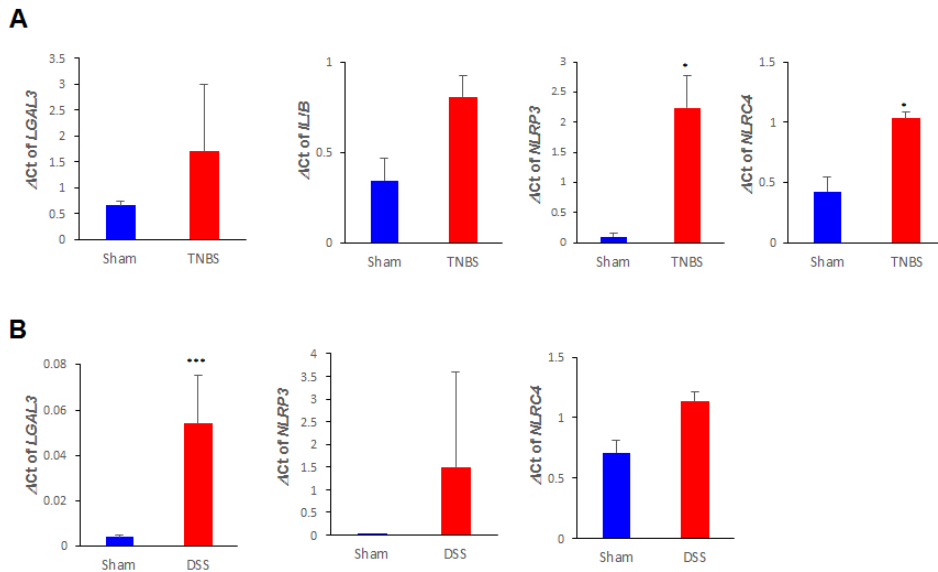 A
ΔCt of LGAL3
3.5
3
2.5
2
1.5
1
0.5
0
Sham TNBS
ΔCt of IL1B
1
0.5
0
Sham TNBS
ΔCt of NLRP3
3
2.5
2
1.5
1
0.5
0
*
Sham TNBS
ΔCt of NLRC4
1.5
1
0.5
0
*
Sham TNBS
B
ΔCt of LGAL3
0.08
0.06
0.04
0.02
0
***
Sham DSS
ΔCt of NLRP3
4
3.5
3
2.5
2
1.5
1
0.5
0
Sham DSS
ΔCt of NLRC4
1.5
1
0.5
0
Sham DSS